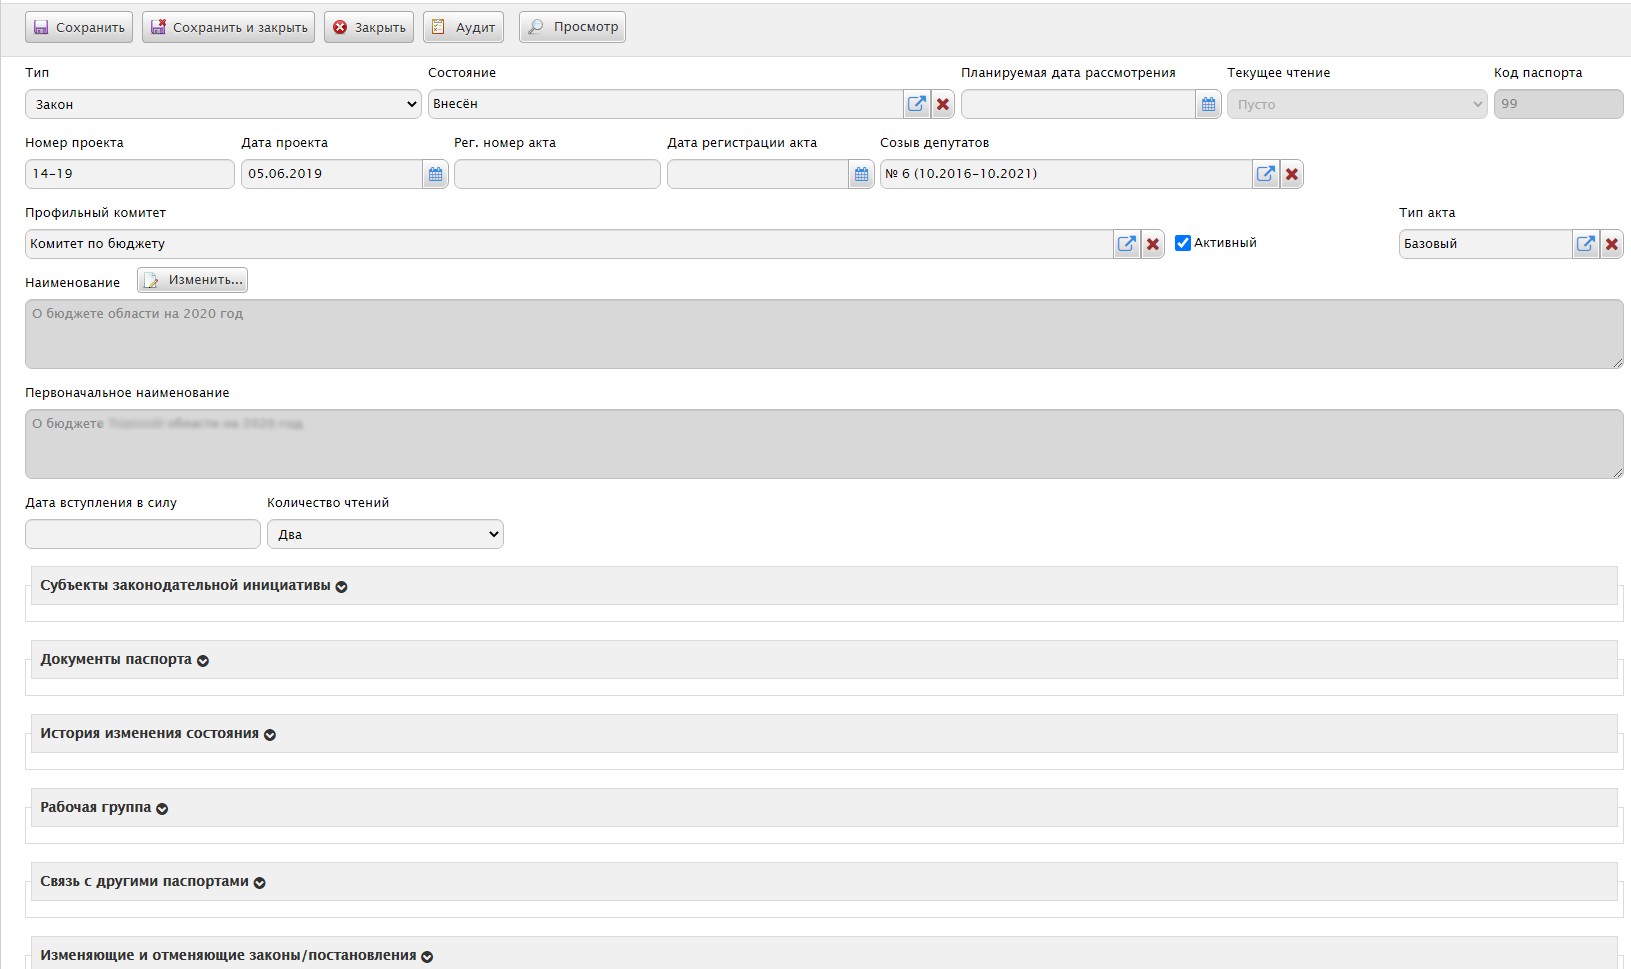 Сохранить Сохранить и закрыть Закрыть Аудит Просмотр
Тип Состояние Планируемая дата рассмотрения Текущее чтение Код паспорта
Закон Внесён Пусто 99
Номер проекта Дата проекта Рег. номер акта Дата регистрации акта Созыв депутатов
14-19 05.06.2019 № 6 (10.2016-10.2021)
Профильный комитет Тип акта
Комитет по бюджету Активный Базовый
Наименование Изменить...
О бюджете области на 2020 год
Первоначальное наименование
О бюджете
Дата вступления в силу Количество чтений
Два
Субъекты законодательной инициативы
Документы паспорта
История изменения состояния
Рабочая группа
Связь с другими паспортами
Изменяющие и отменяющие законы/постановления